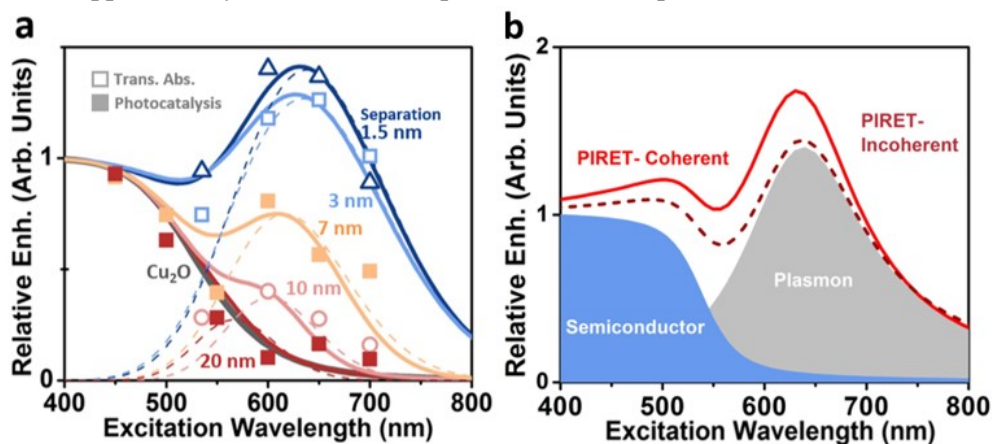 a
Relative Enh. (Arb. Units)
1
0
Trans. Abs.
Photocatalysis
Separation
1.5 nm
3 nm
7 nm
Cu₂O
10 nm
20 nm
400 500 600 700 800
Excitation Wavelength (nm)
b
Relative Enh. (Arb. Units)
2
1
0
PIRET- Coherent
PIRET-
Incoherent
Plasmon
Semiconductor
400 500 600 700 800
Excitation Wavelength (nm)